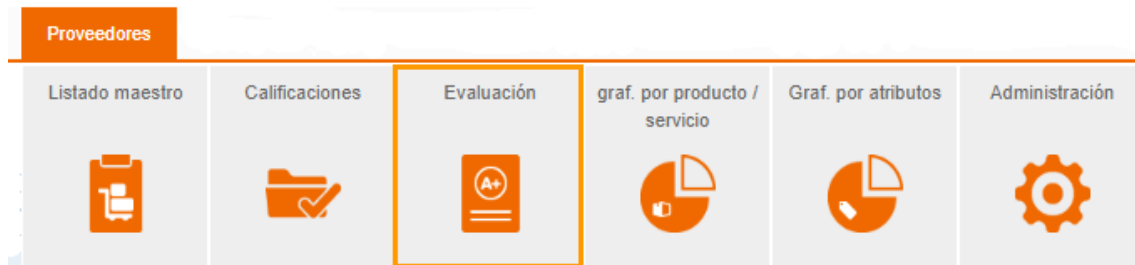 Proveedores
Listado maestro
Calificaciones
Evaluación
graf. por producto /
servicio
Graf. por atributos
Administración
A+